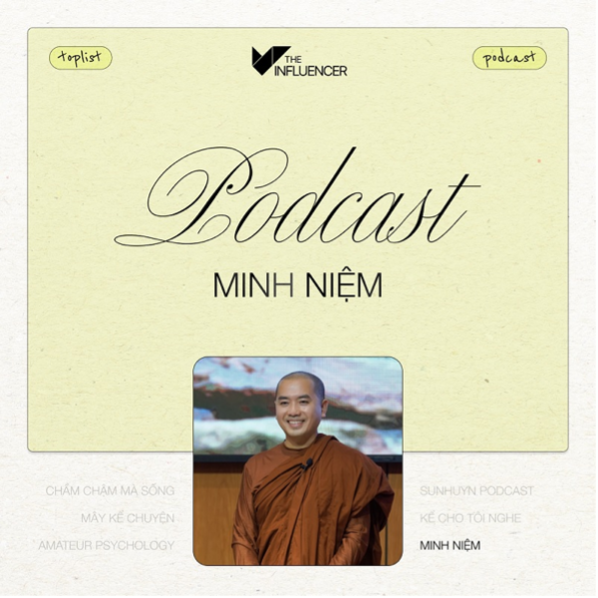 toplist
THE
INFLUENCER
podcast
Podcast
MINH NIỆM
CHẦM CHẬM MÀ SỐNG
MÂY KỂ CHUYỆN
AMATEUR PSYCHOLOGY
SUNHUYN PODCAST
KỂ CHO TÔI NGHE
MINH NIỆM